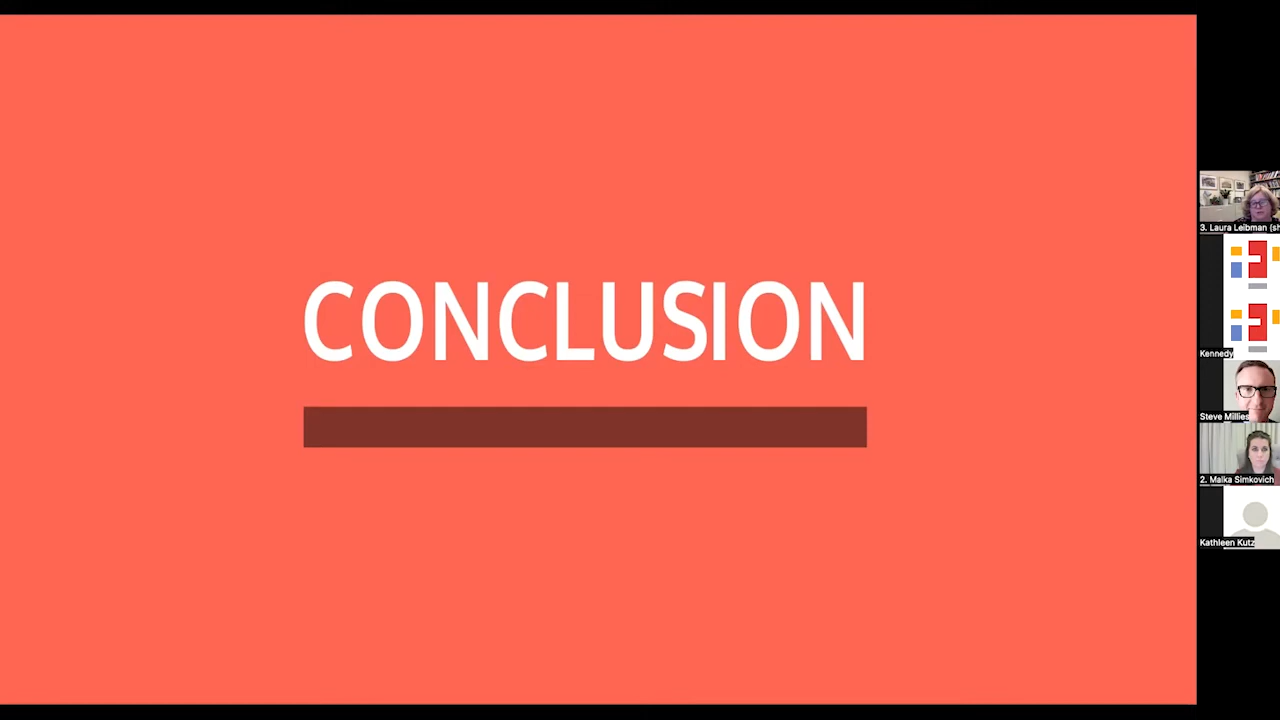 CONCLUSION
3. Laura Leibman (sh
Kennedy
Steve Millies
2. Malka Simkovich
Kathleen Kutz